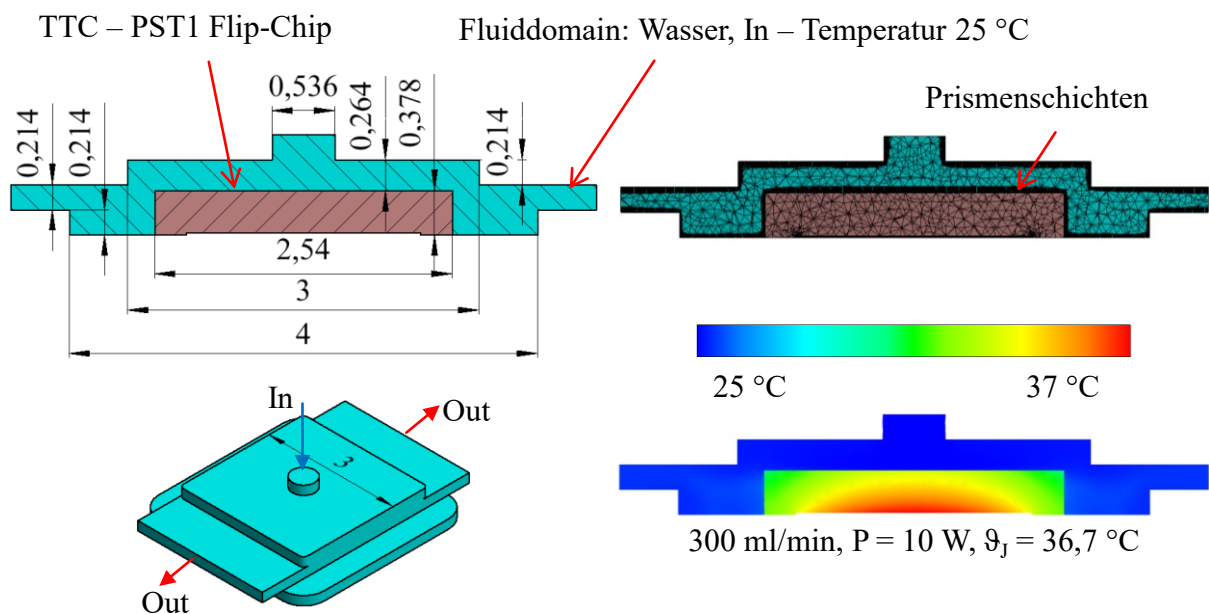 TTC – PST1 Flip-Chip
Fluiddomain: Wasser, In – Temperatur 25 °C
0,536
0,214
0,214
0,264
0,378
0,214
2,54
3
4
Prismenschichten
25 °C
37 °C
In
Out
3
Out
300 ml/min, P = 10 W, ϑJ = 36,7 °C